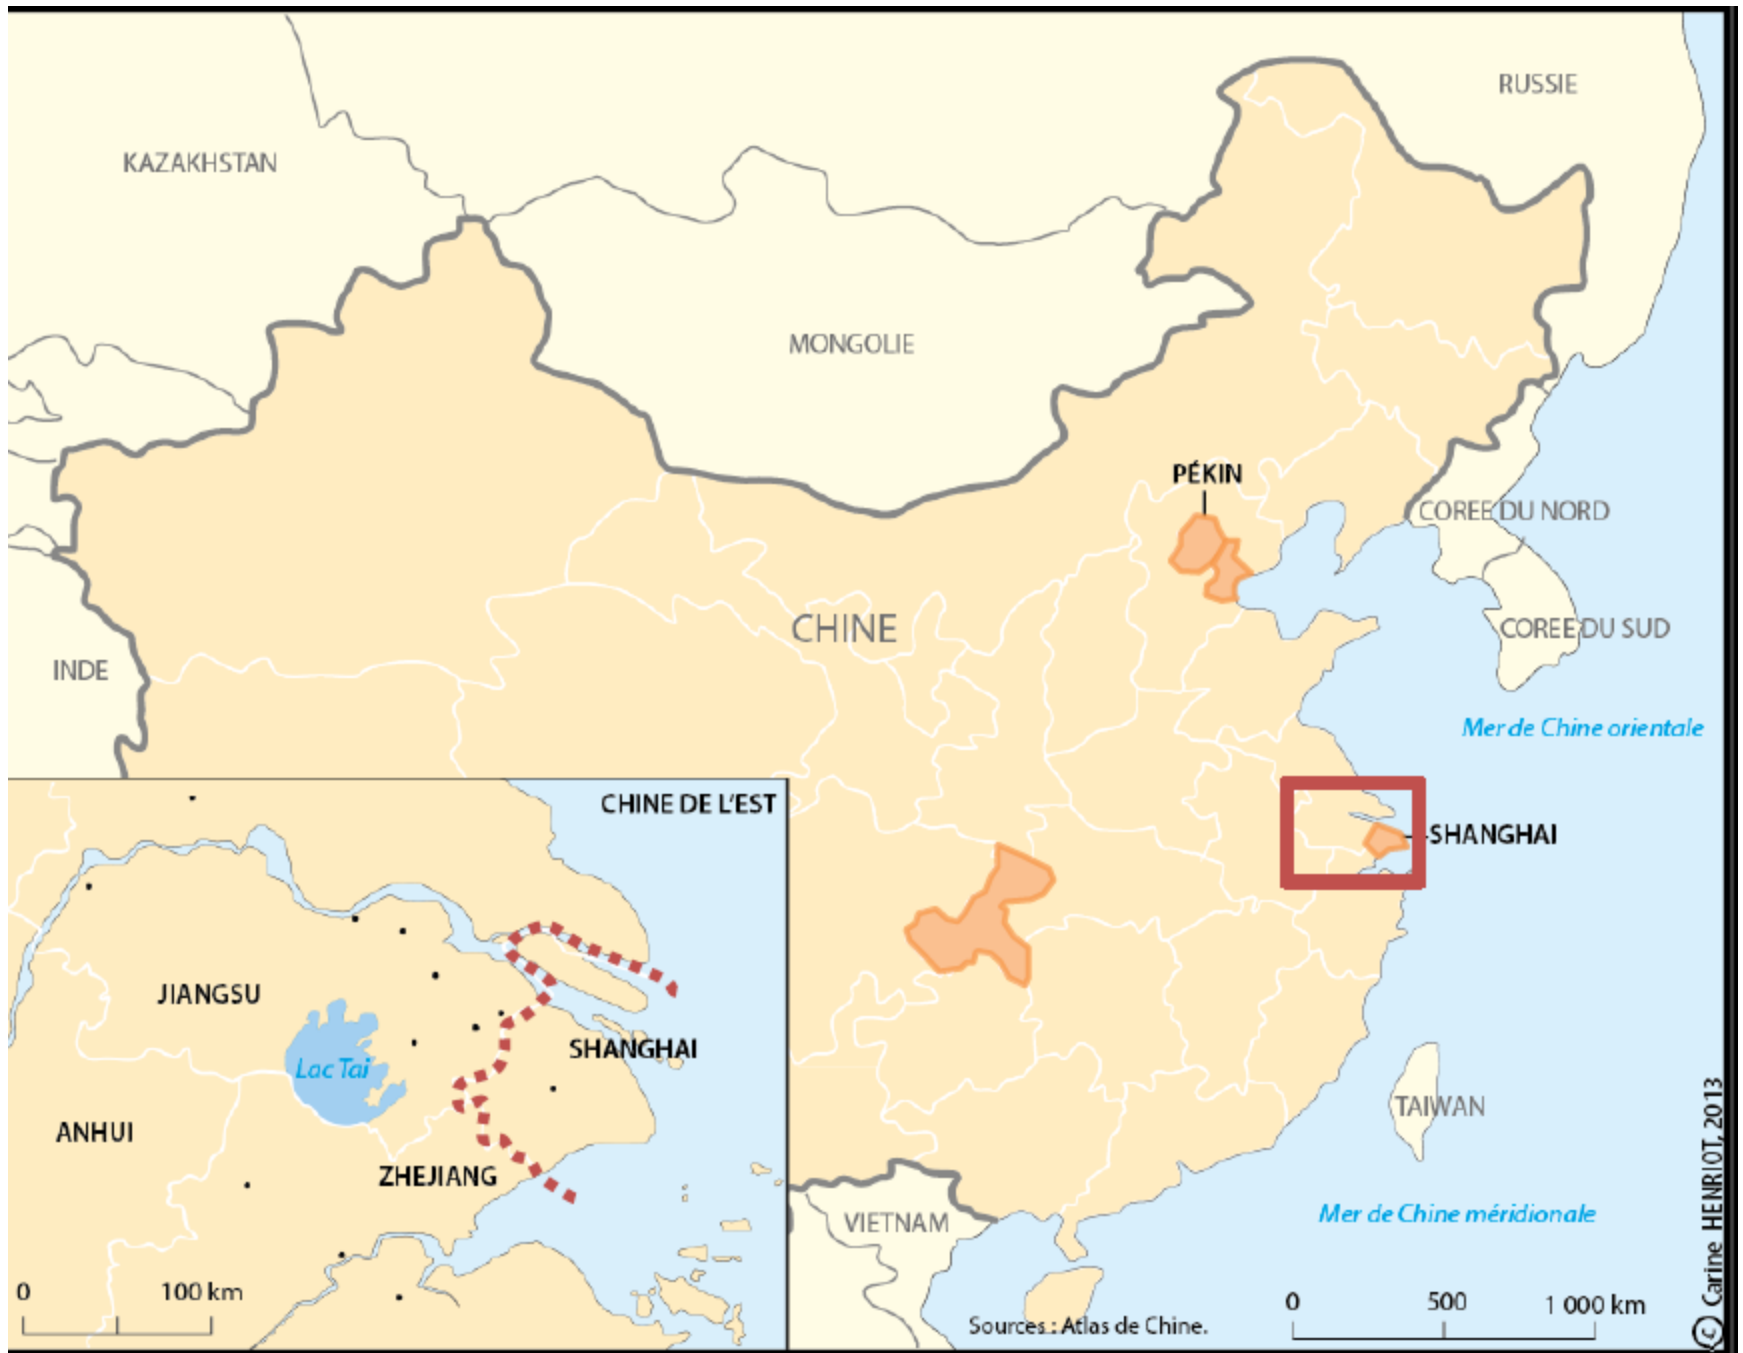 RUSSIE
KAZAKHSTAN
MONGOLIE
PÉKIN
COREE DU NORD
CHINE
COREE DU SUD
INDE
Mer de Chine orientale
CHINE DE L'EST
SHANGHAI
JIANGSU
SHANGHAI
Lac Tai
TAIWAN
ANHUI
ZHEJIANG
VIETNAM
Mer de Chine méridionale
0 100 km
0 500 1 000 km
Sources : Atlas de Chine.
© Carine HENRIOT, 2013